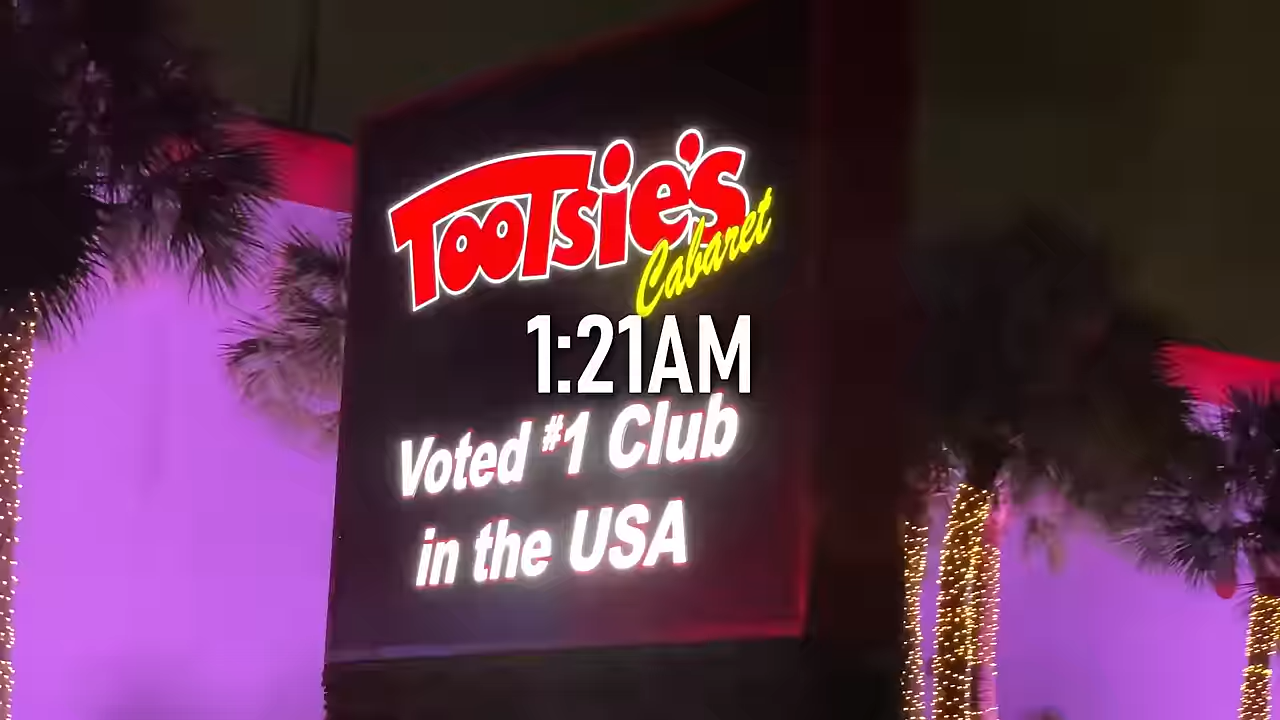 Tootsie's
Cabaret
1:21AM
Voted #1 Club
in the USA